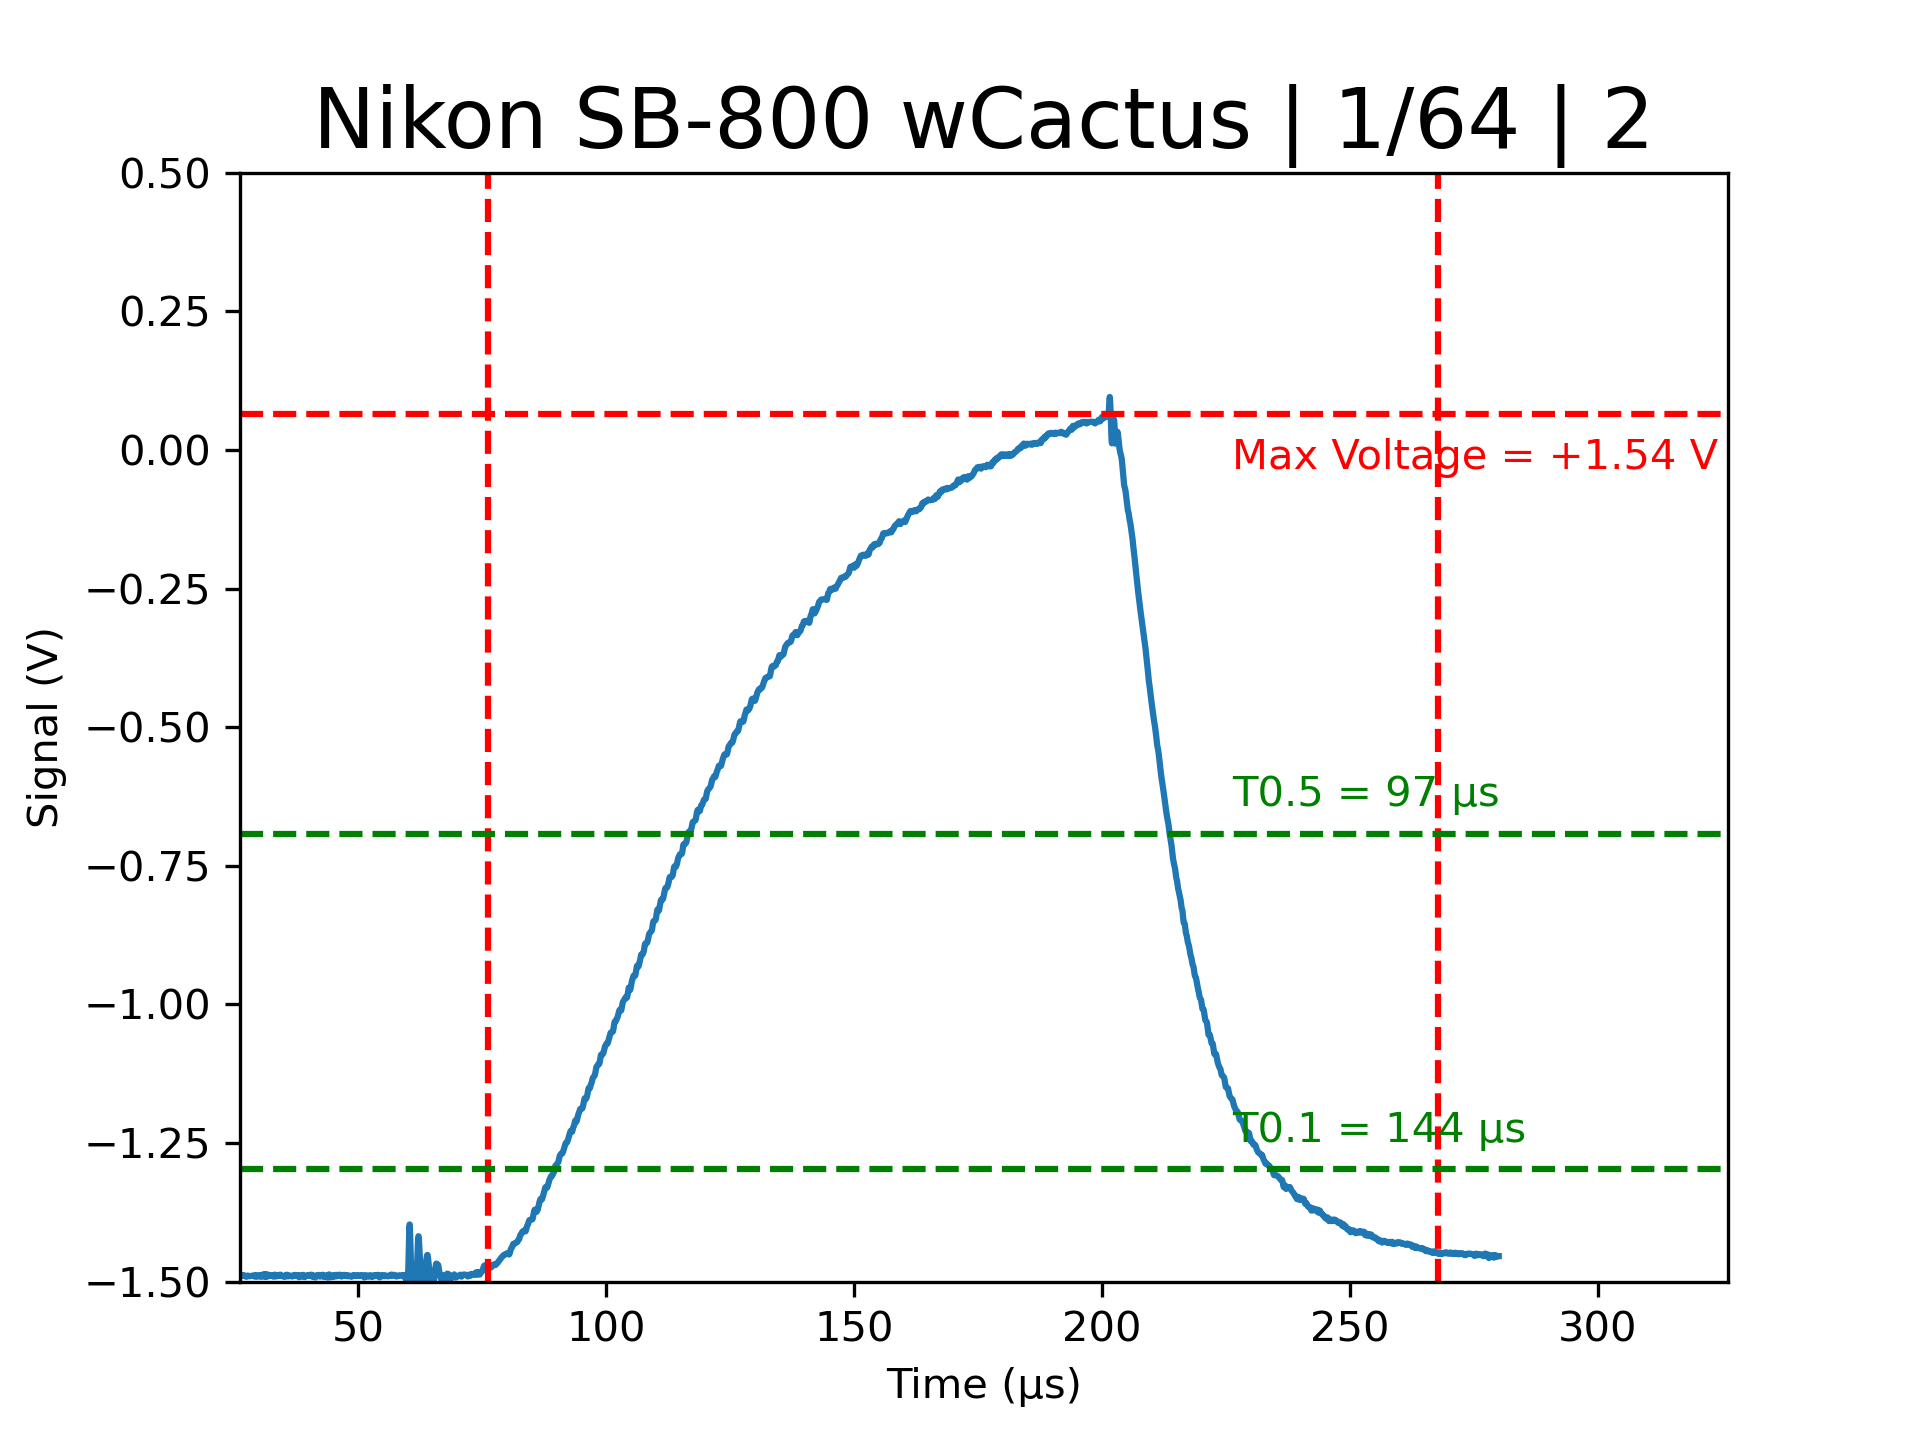 Nikon SB-800 wCactus | 1/64 | 2
0.50
0.25
0.00
−0.25
−0.50
−0.75
−1.00
−1.25
−1.50
Signal (V)
Max Voltage = +1.54 V
T0.5 = 97 μs
T0.1 = 144 μs
50 100 150 200 250 300
Time (μs)